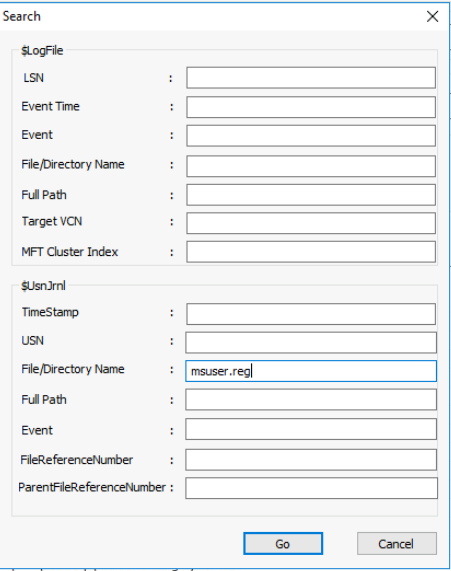 Search
$LogFile
LSN :
Event Time :
Event :
File/Directory Name :
Full Path :
Target VCN :
MFT Cluster Index :
$UsnJrnl
TimeStamp :
USN :
File/Directory Name : msuser.reg
Full Path :
Event :
FileReferenceNumber :
ParentFileReferenceNumber :
Go Cancel